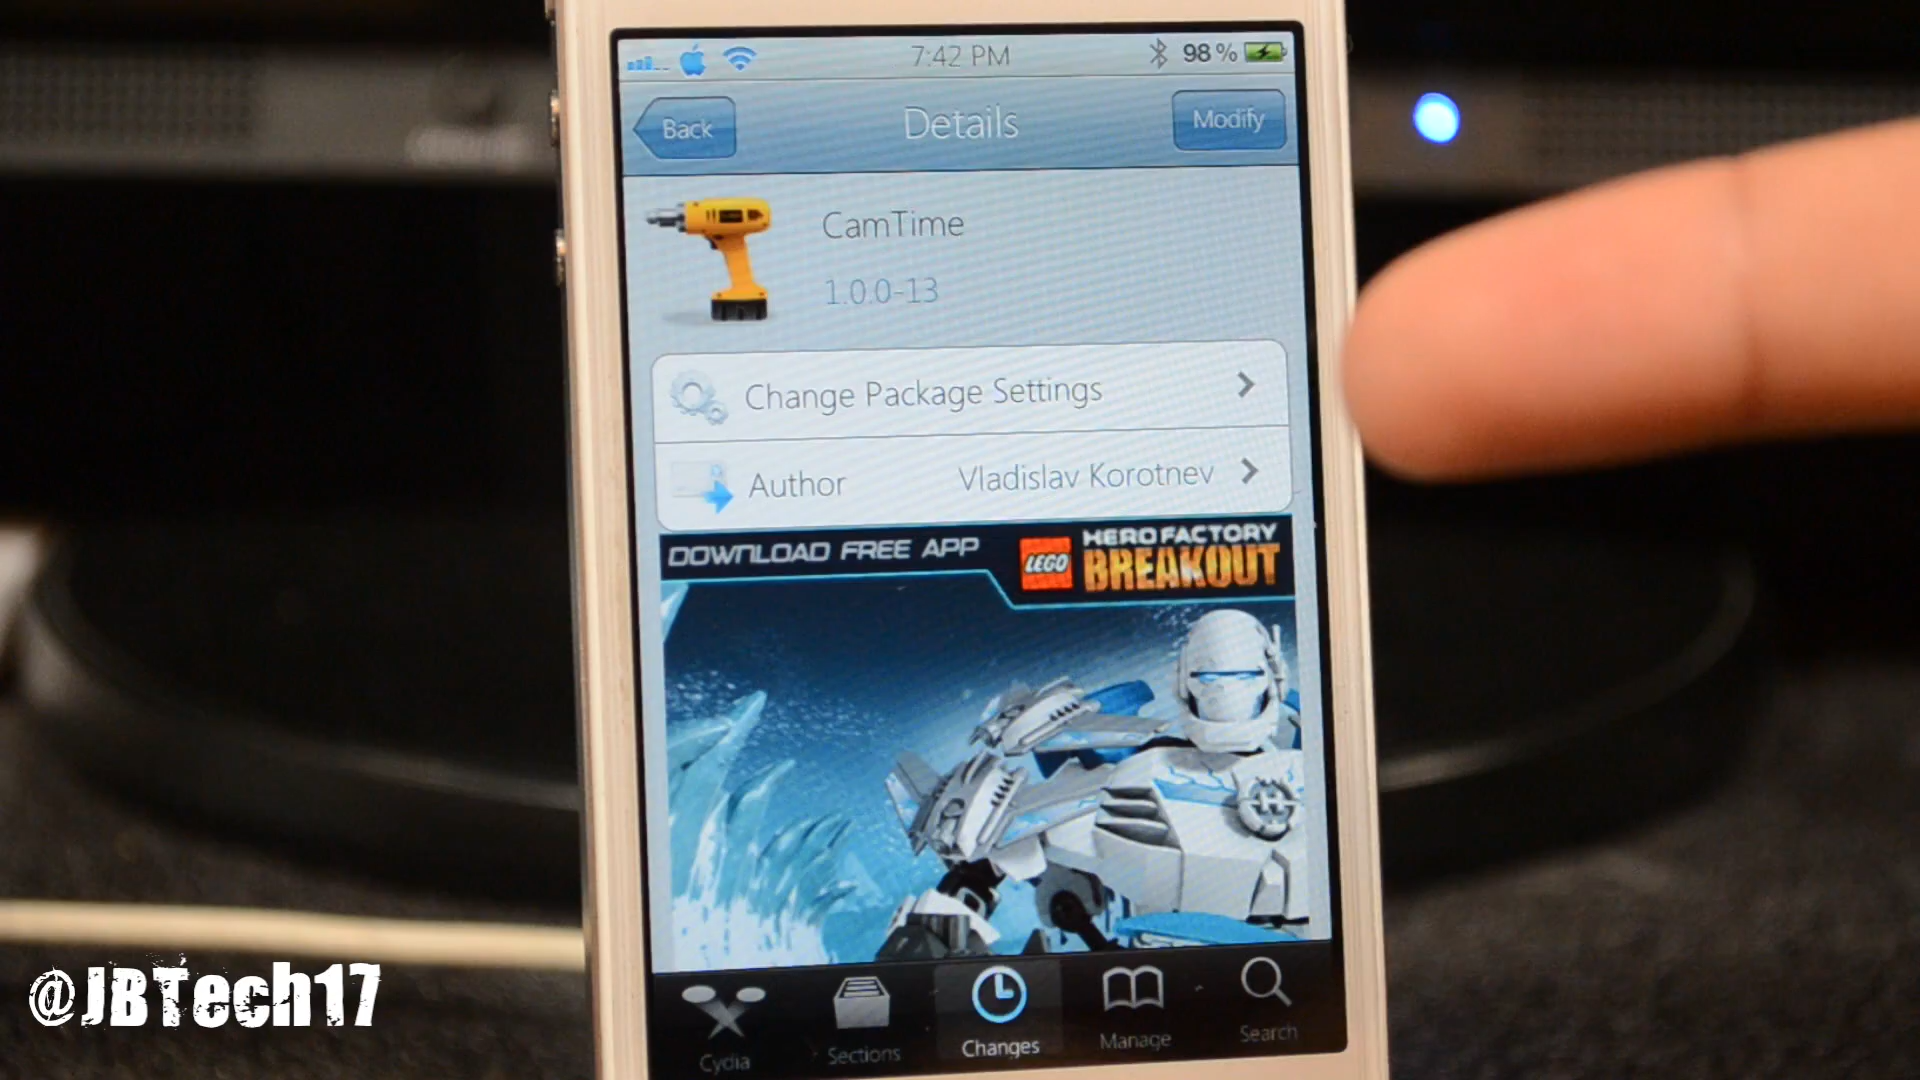 7:42 PM 98 %
Back Details Modify
CamTime
1.0.0-13
Change Package Settings
Author Vladislav Korotnev
DOWNLOAD FREE APP LEGO HERO FACTORY
BREAKOUT
@JBTech17
Cydia Sections Changes Manage Search